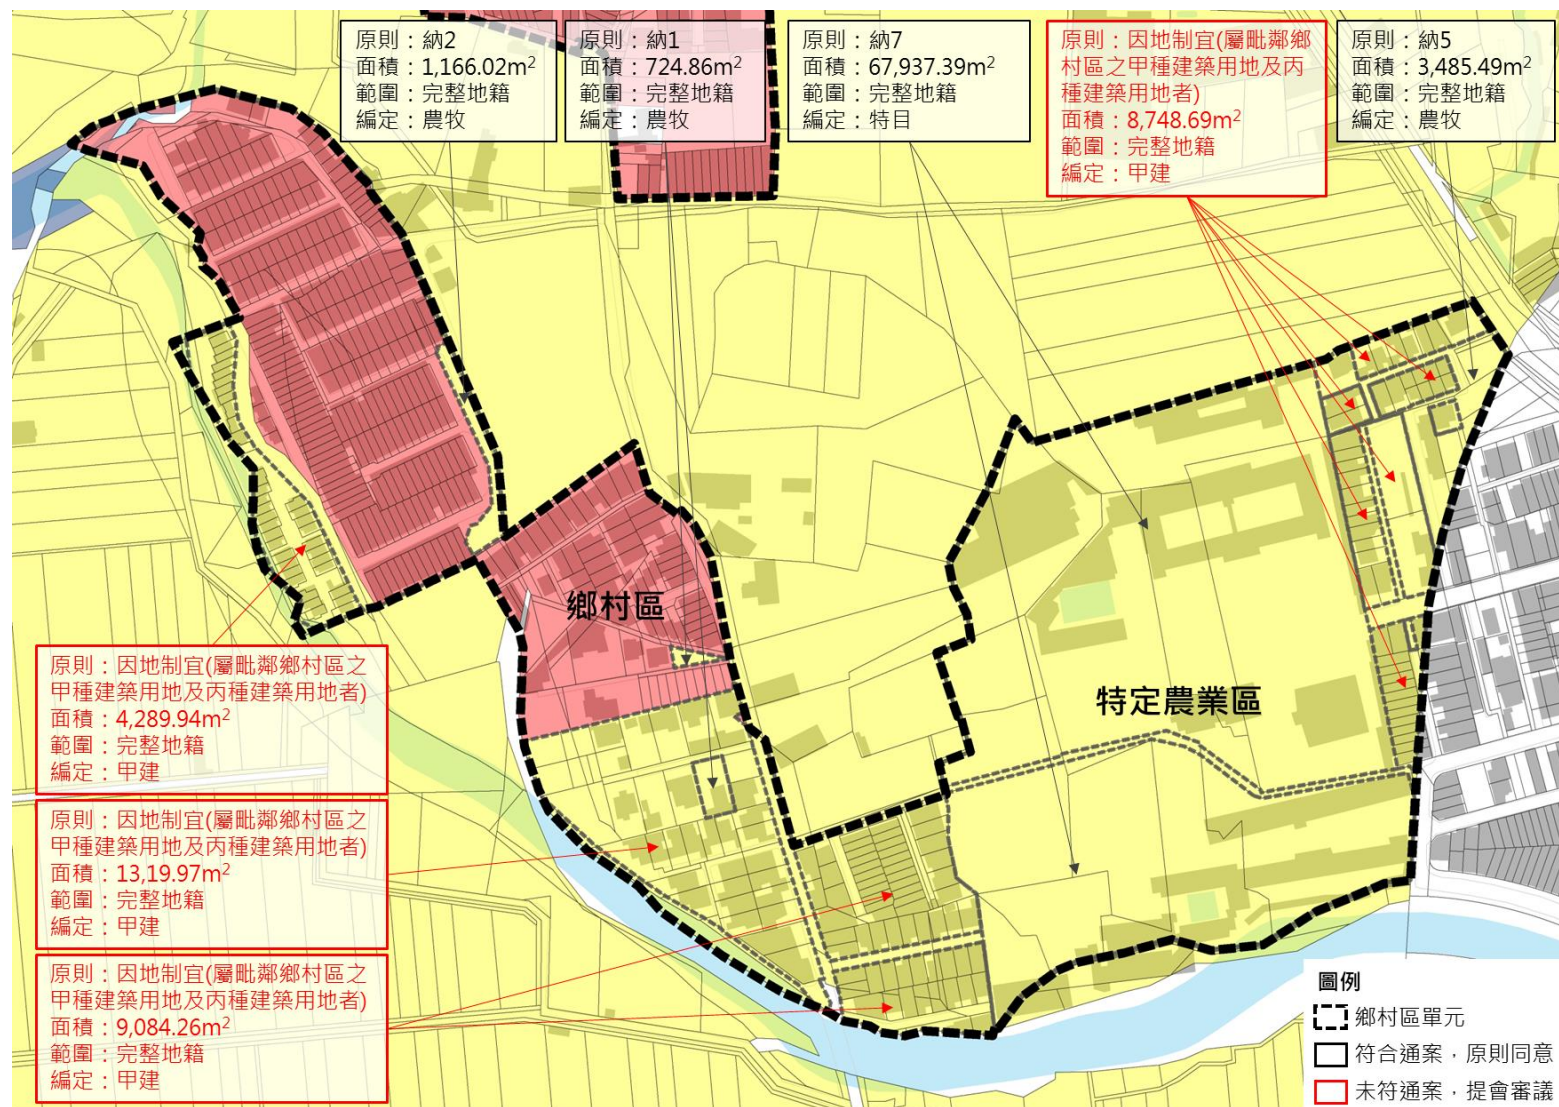 原則：納2
面積：1,166.02m²
範圍：完整地籍
編定：農牧
原則：納1
面積：724.86m²
範圍：完整地籍
編定：農牧
原則：納7
面積：67,937.39m²
範圍：完整地籍
編定：特目
原則：因地制宜(屬毗鄰鄉
村區之甲種建築用地及丙
種建築用地者)
面積：8,748.69m²
範圍：完整地籍
編定：甲建
原則：納5
面積：3,485.49m²
範圍：完整地籍
編定：農牧
鄉村區
特定農業區
原則：因地制宜(屬毗鄰鄉村區之
甲種建築用地及丙種建築用地者)
面積：4,289.94m²
範圍：完整地籍
編定：甲建
原則：因地制宜(屬毗鄰鄉村區之
甲種建築用地及丙種建築用地者)
面積：13,19.97m²
範圍：完整地籍
編定：甲建
原則：因地制宜(屬毗鄰鄉村區之
甲種建築用地及丙種建築用地者)
面積：9,084.26m²
範圍：完整地籍
編定：甲建
圖例
鄉村區單元
符合通案，原則同意
未符通案，提會審議